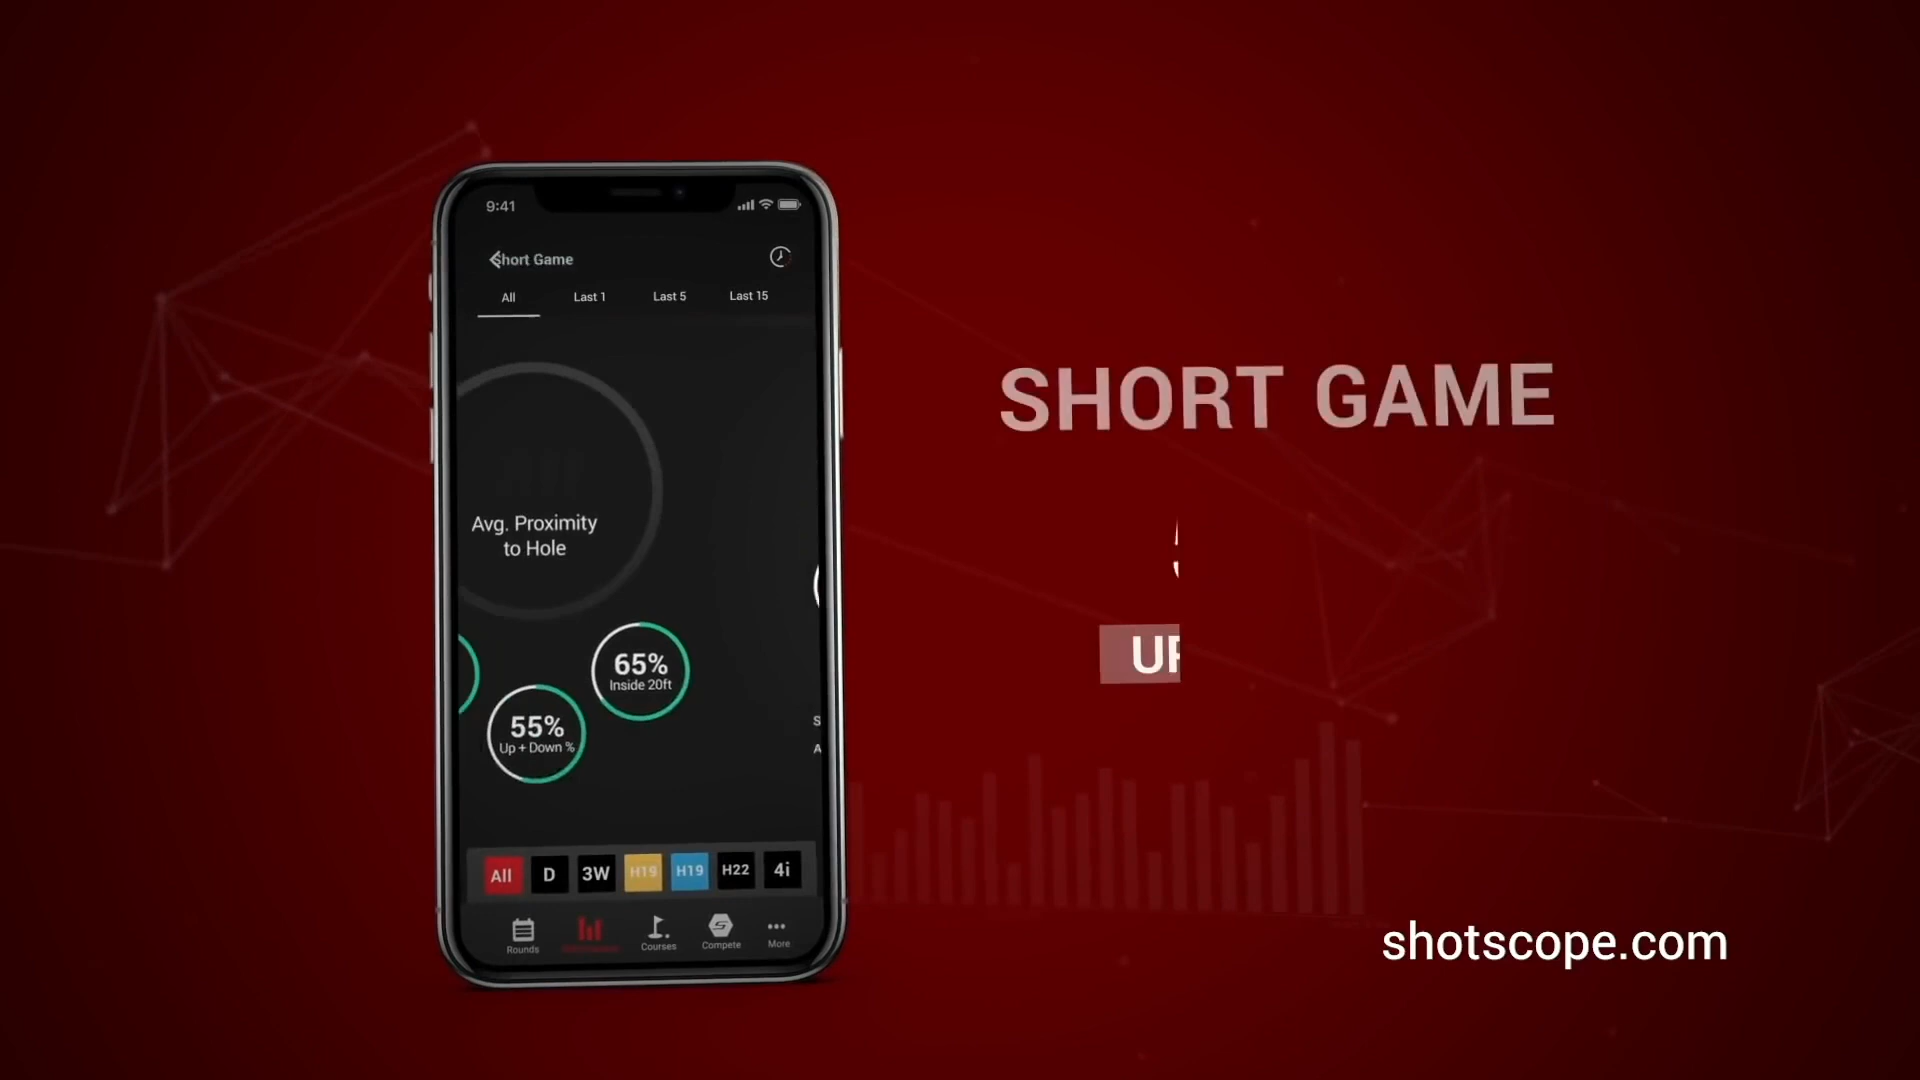 9:41
Short Game
All Last 1 Last 5 Last 15
SHORT GAME
Avg. Proximity
to Hole
65%
Inside 20ft
55%
Up + Down %
All D 3W H19 H19 H22 4i
Rounds Courses Compete More
shotscope.com